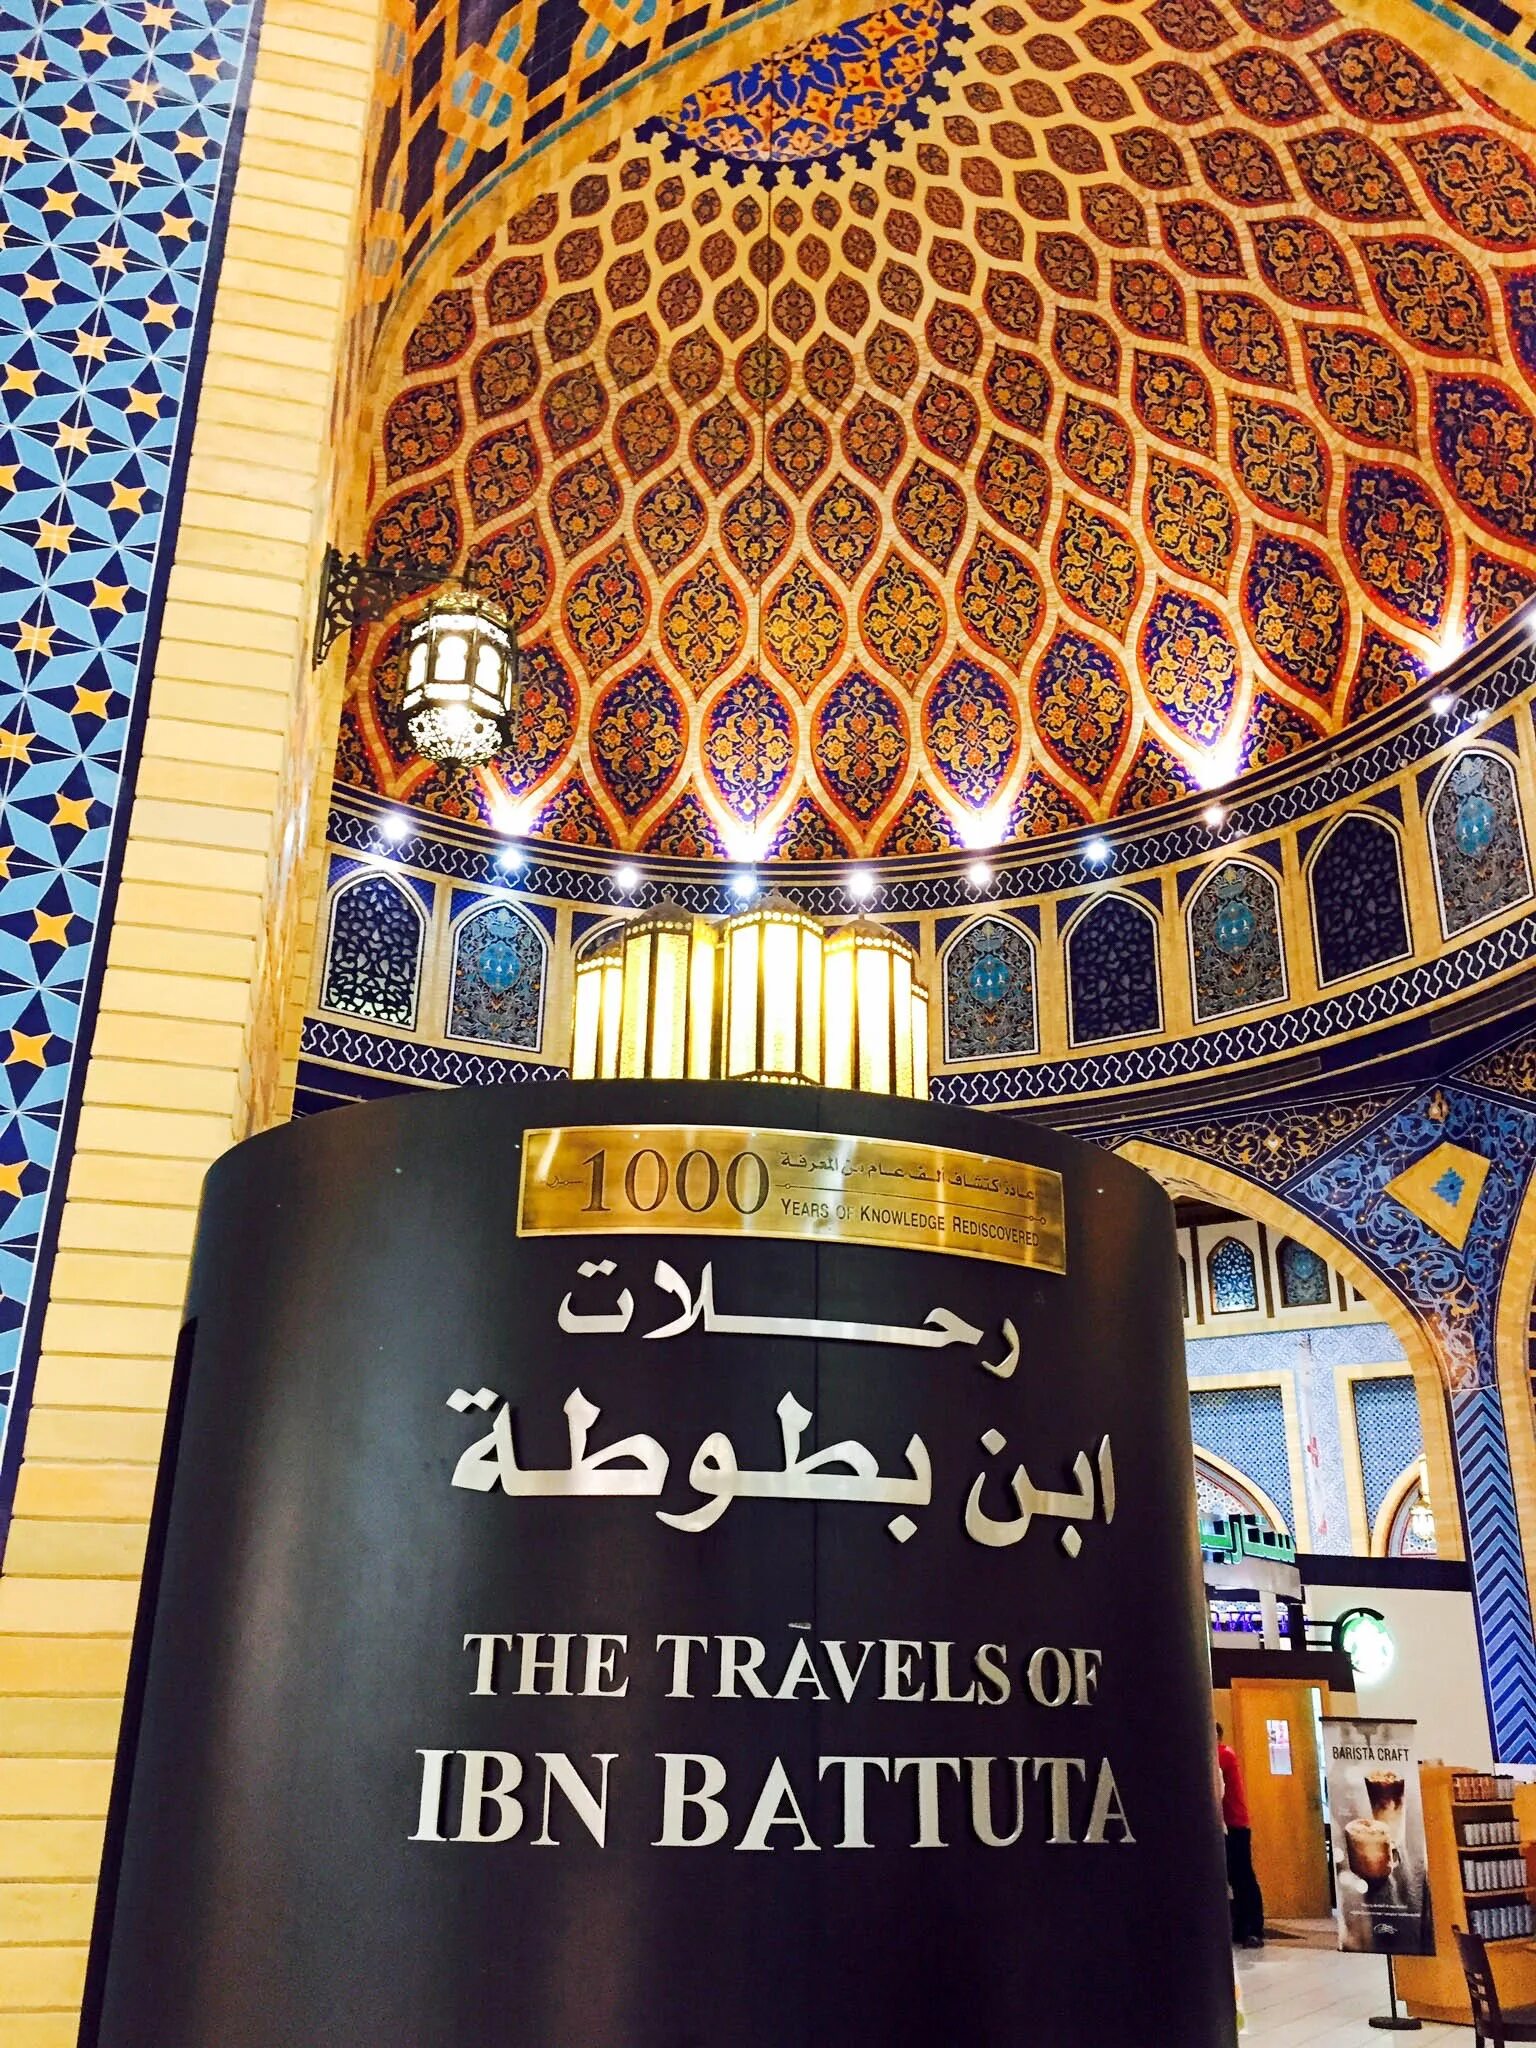 1000
إعادة اكتشاف ألف عام من المعرفة
YEARS OF KNOWLEDGE REDISCOVERED
رحلات
ابن بطوطة
THE TRAVELS OF
IBN BATTUTA
BARISTA CRAFT